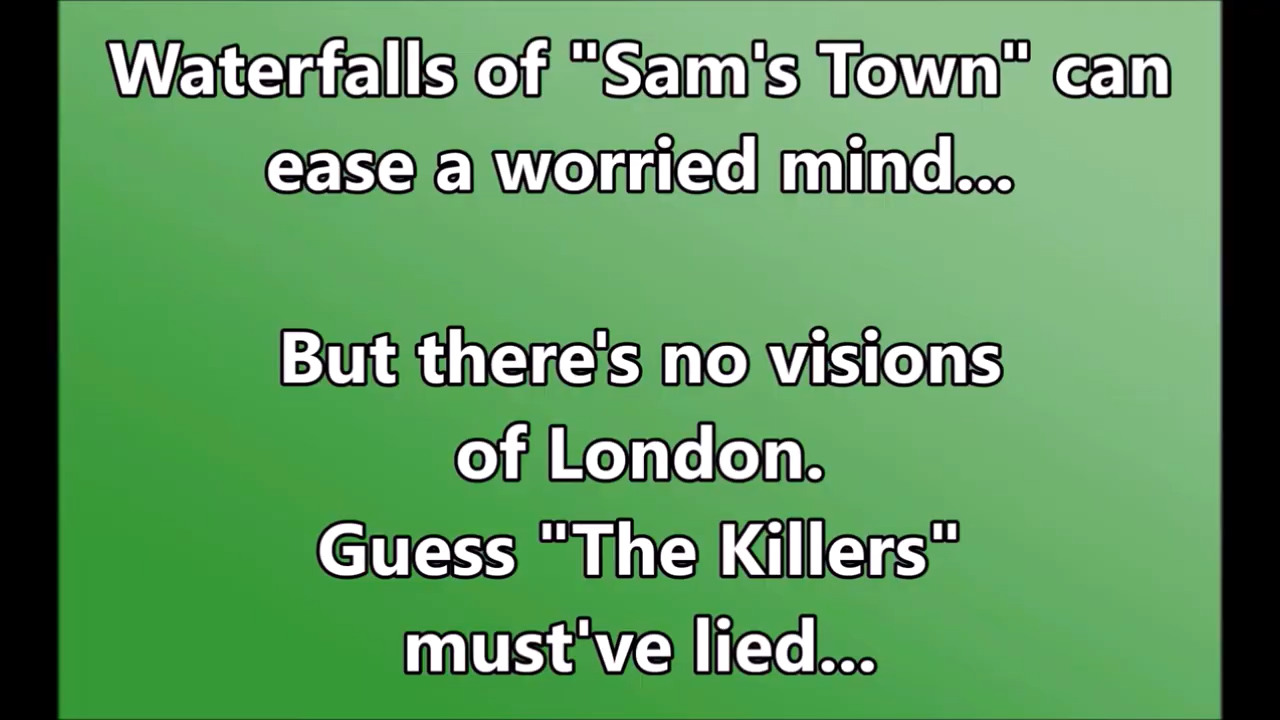 Waterfalls of "Sam's Town" can
ease a worried mind...
But there's no visions
of London.
Guess "The Killers"
must've lied...